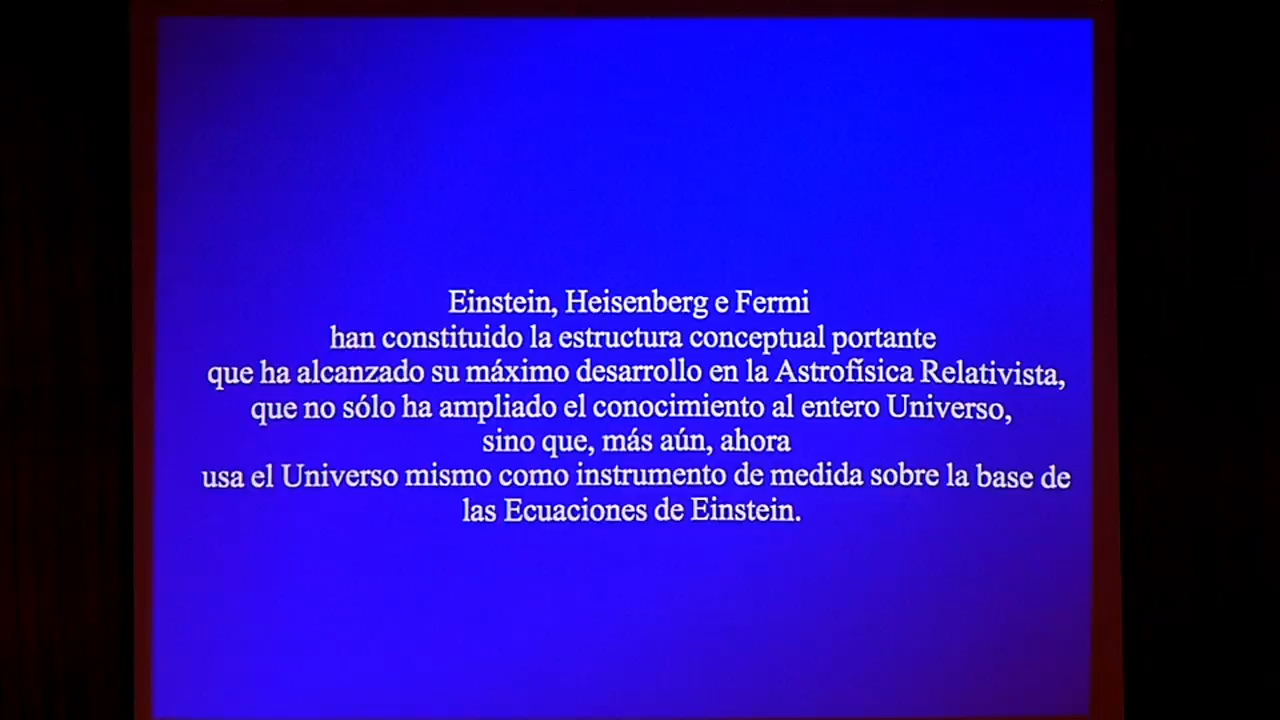 Einstein, Heisenberg e Fermi
han constituido la estructura conceptual portante
que ha alcanzado su máximo desarrollo en la Astrofísica Relativista,
que no sólo ha ampliado el conocimiento al entero Universo,
sino que, más aún, ahora
usa el Universo mismo como instrumento de medida sobre la base de
las Ecuaciones de Einstein.